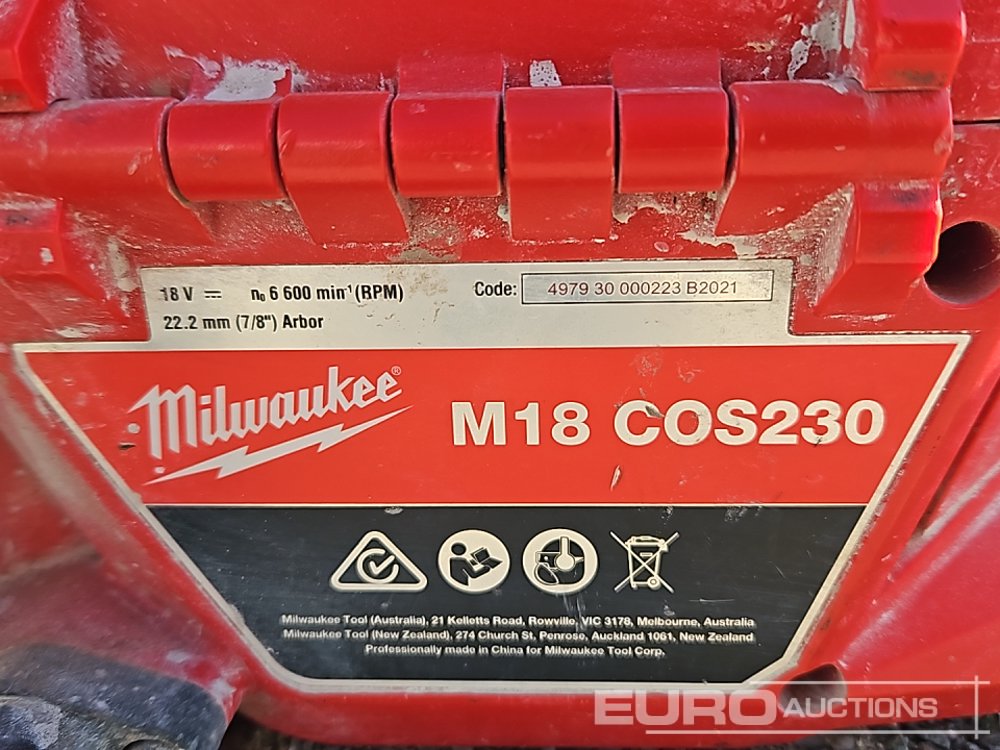 18 V ⎓ n₀ 6 600 min⁻¹ (RPM) Code: 4979 30 000223 B2021
22.2 mm (7/8") Arbor
Milwaukee®
M18 COS230
Milwaukee Tool (Australia), 21 Kelletts Road, Rowville, VIC 3178, Melbourne, Australia
Milwaukee Tool (New Zealand), 274 Church St, Penrose, Auckland 1061, New Zealand
Professionally made in China for Milwaukee Tool Corp.
EURO AUCTIONS